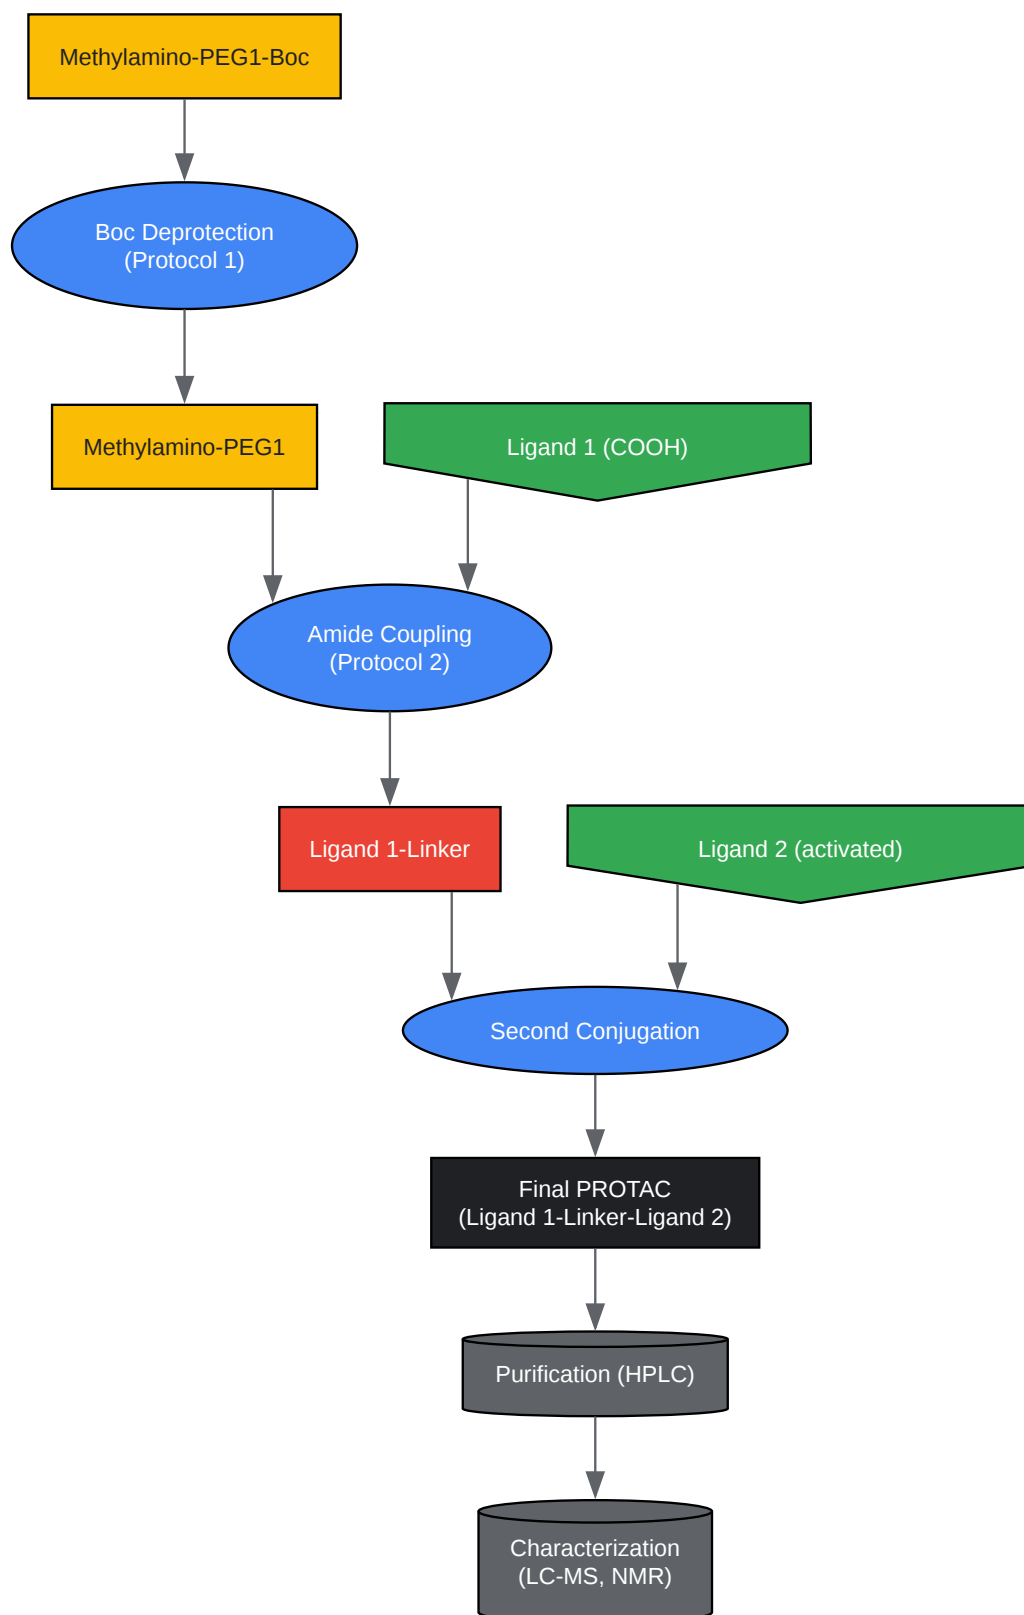 Methylamino-PEG1-Boc
Boc Deprotection
(Protocol 1)
Methylamino-PEG1
Ligand 1 (COOH)
Amide Coupling
(Protocol 2)
Ligand 1-Linker
Ligand 2 (activated)
Second Conjugation
Final PROTAC
(Ligand 1-Linker-Ligand 2)
Purification (HPLC)
Characterization
(LC-MS, NMR)